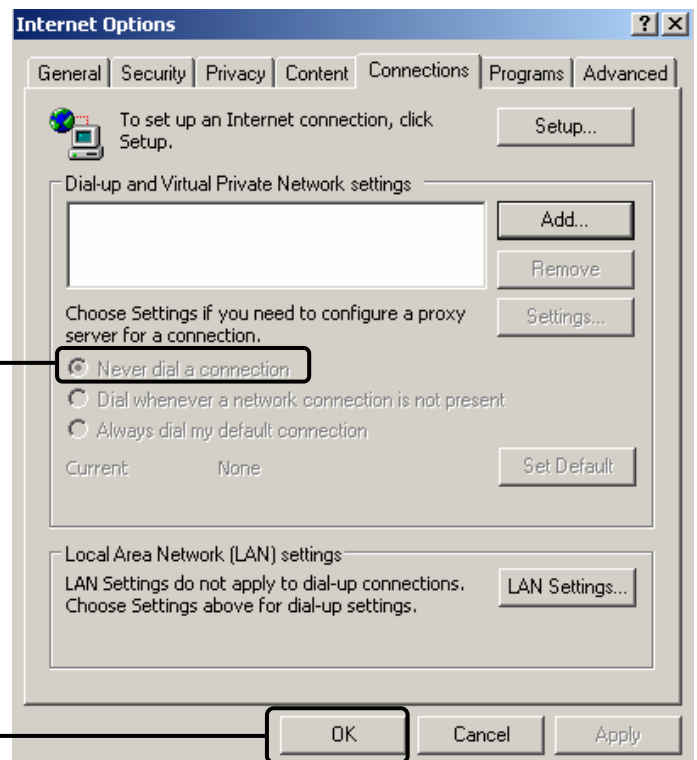 Internet Options
?
General Security Privacy Content Connections Programs Advanced
To set up an Internet connection, click
Setup.
Setup...
Dial-up and Virtual Private Network settings
Add...
Remove
Choose Settings if you need to configure a proxy
server for a connection.
Settings...
Never dial a connection
Dial whenever a network connection is not present
Always dial my default connection
Current None
Set Default
Local Area Network (LAN) settings
LAN Settings do not apply to dial-up connections.
Choose Settings above for dial-up settings.
LAN Settings...
OK Cancel Apply